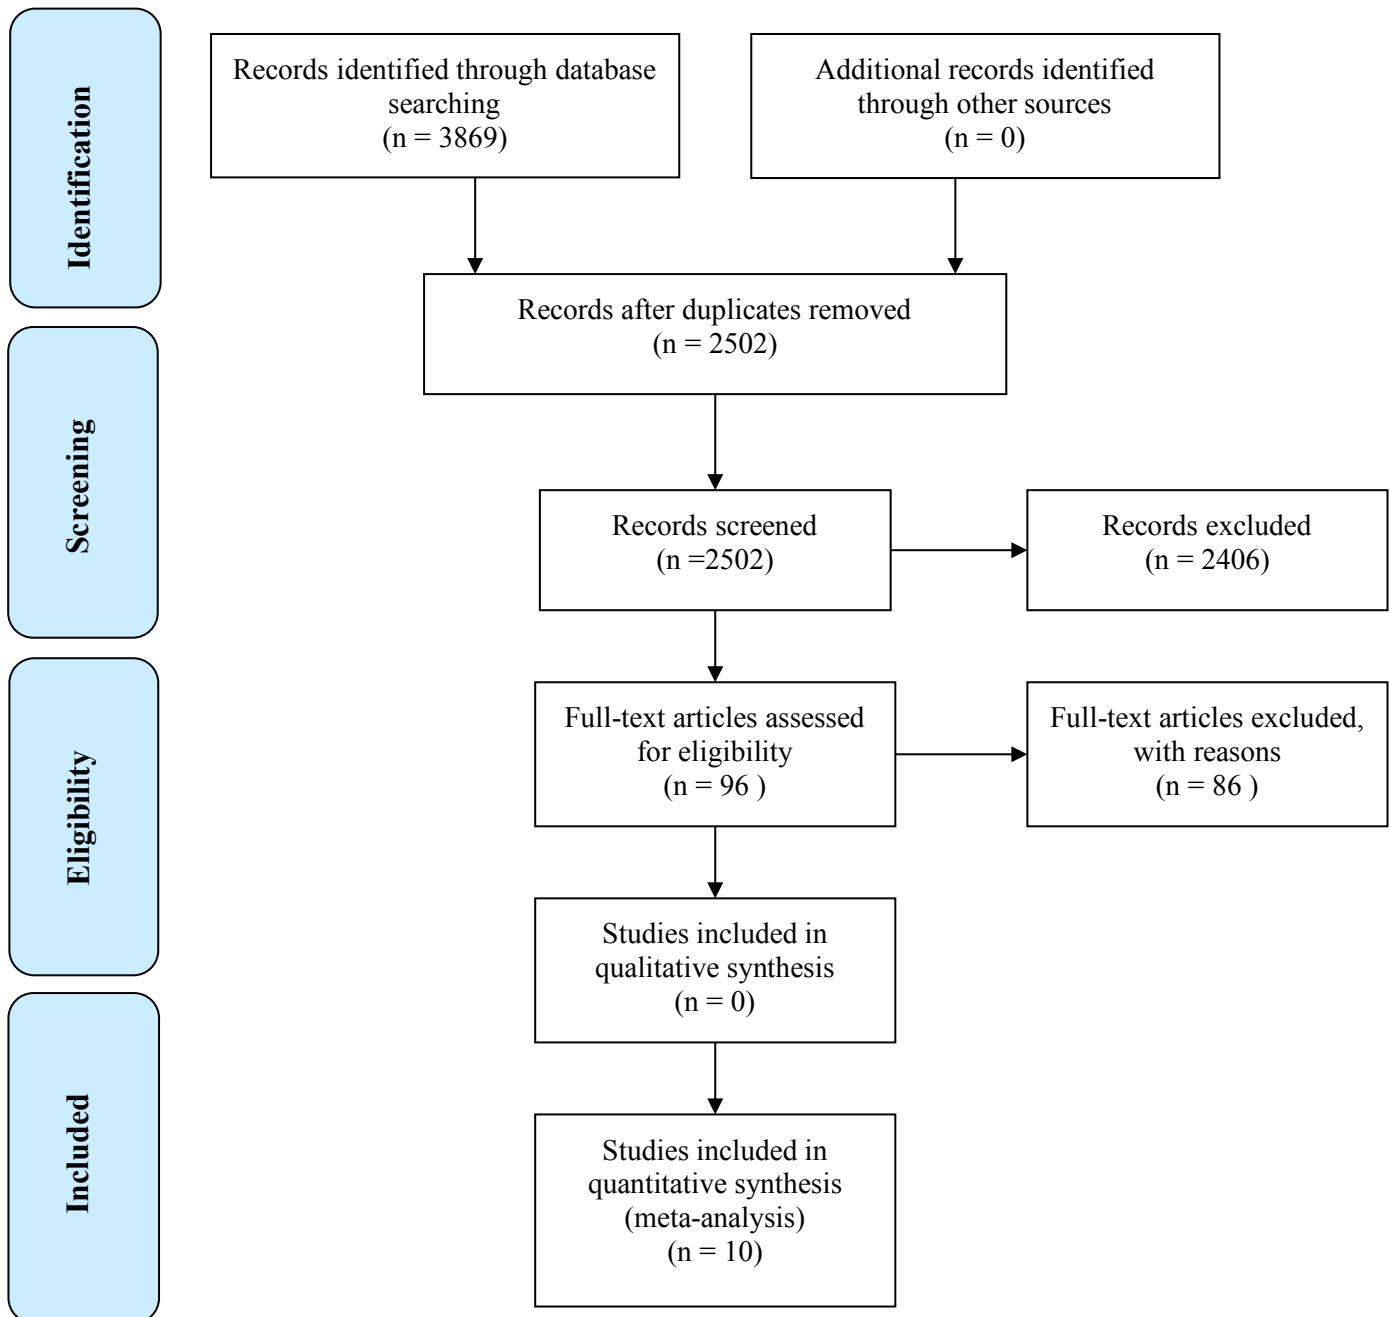 Identification
Records identified through database
searching
(n = 3869)
Additional records identified
through other sources
(n = 0)
Records after duplicates removed
(n = 2502)
Screening
Records screened
(n =2502)
Records excluded
(n = 2406)
Eligibility
Full-text articles assessed
for eligibility
(n = 96 )
Full-text articles excluded,
with reasons
(n = 86 )
Studies included in
qualitative synthesis
(n = 0)
Included
Studies included in
quantitative synthesis
(meta-analysis)
(n = 10)